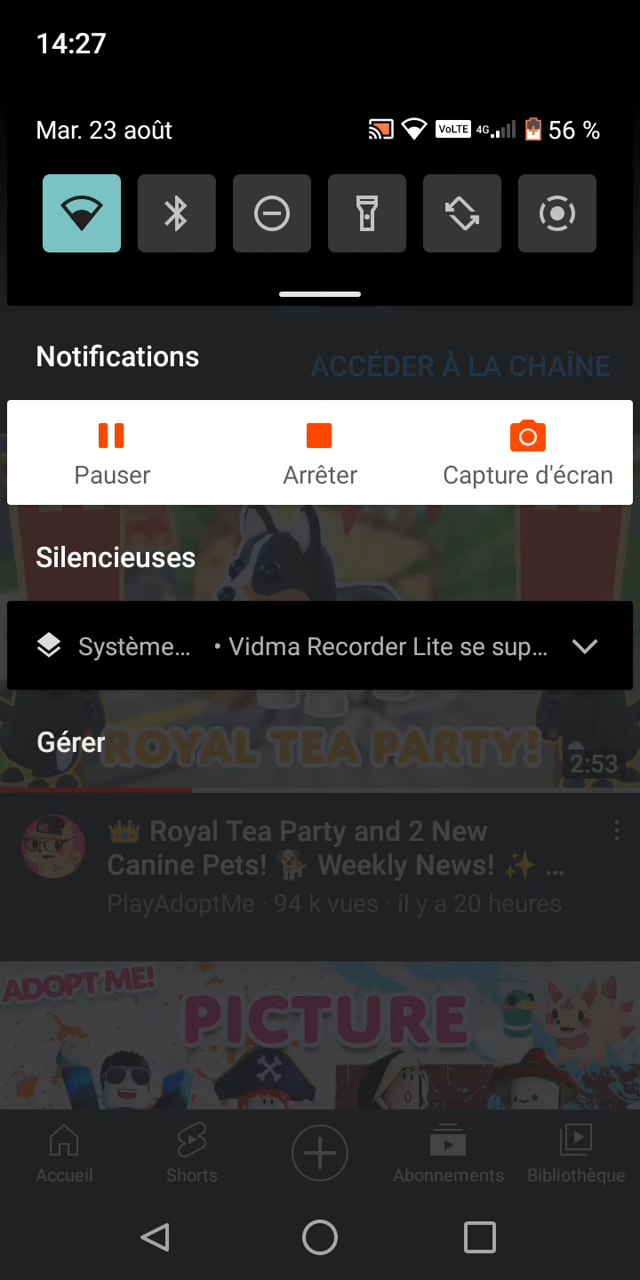 14:27
Mar. 23 août
VoLTE 4G 56 %
Notifications
ACCÉDER À LA CHAÎNE
Pauser Arrêter Capture d'écran
Silencieuses
Système… • Vidma Recorder Lite se sup…
Gérer
ROYAL TEA PARTY!
2:53
👑 Royal Tea Party and 2 New
Canine Pets! 🐕 Weekly News! ✨ …
PlayAdoptMe · 94 k vues · il y a 20 heures
ADOPT ME!
PICTURE
Accueil Shorts Abonnements Bibliothèque